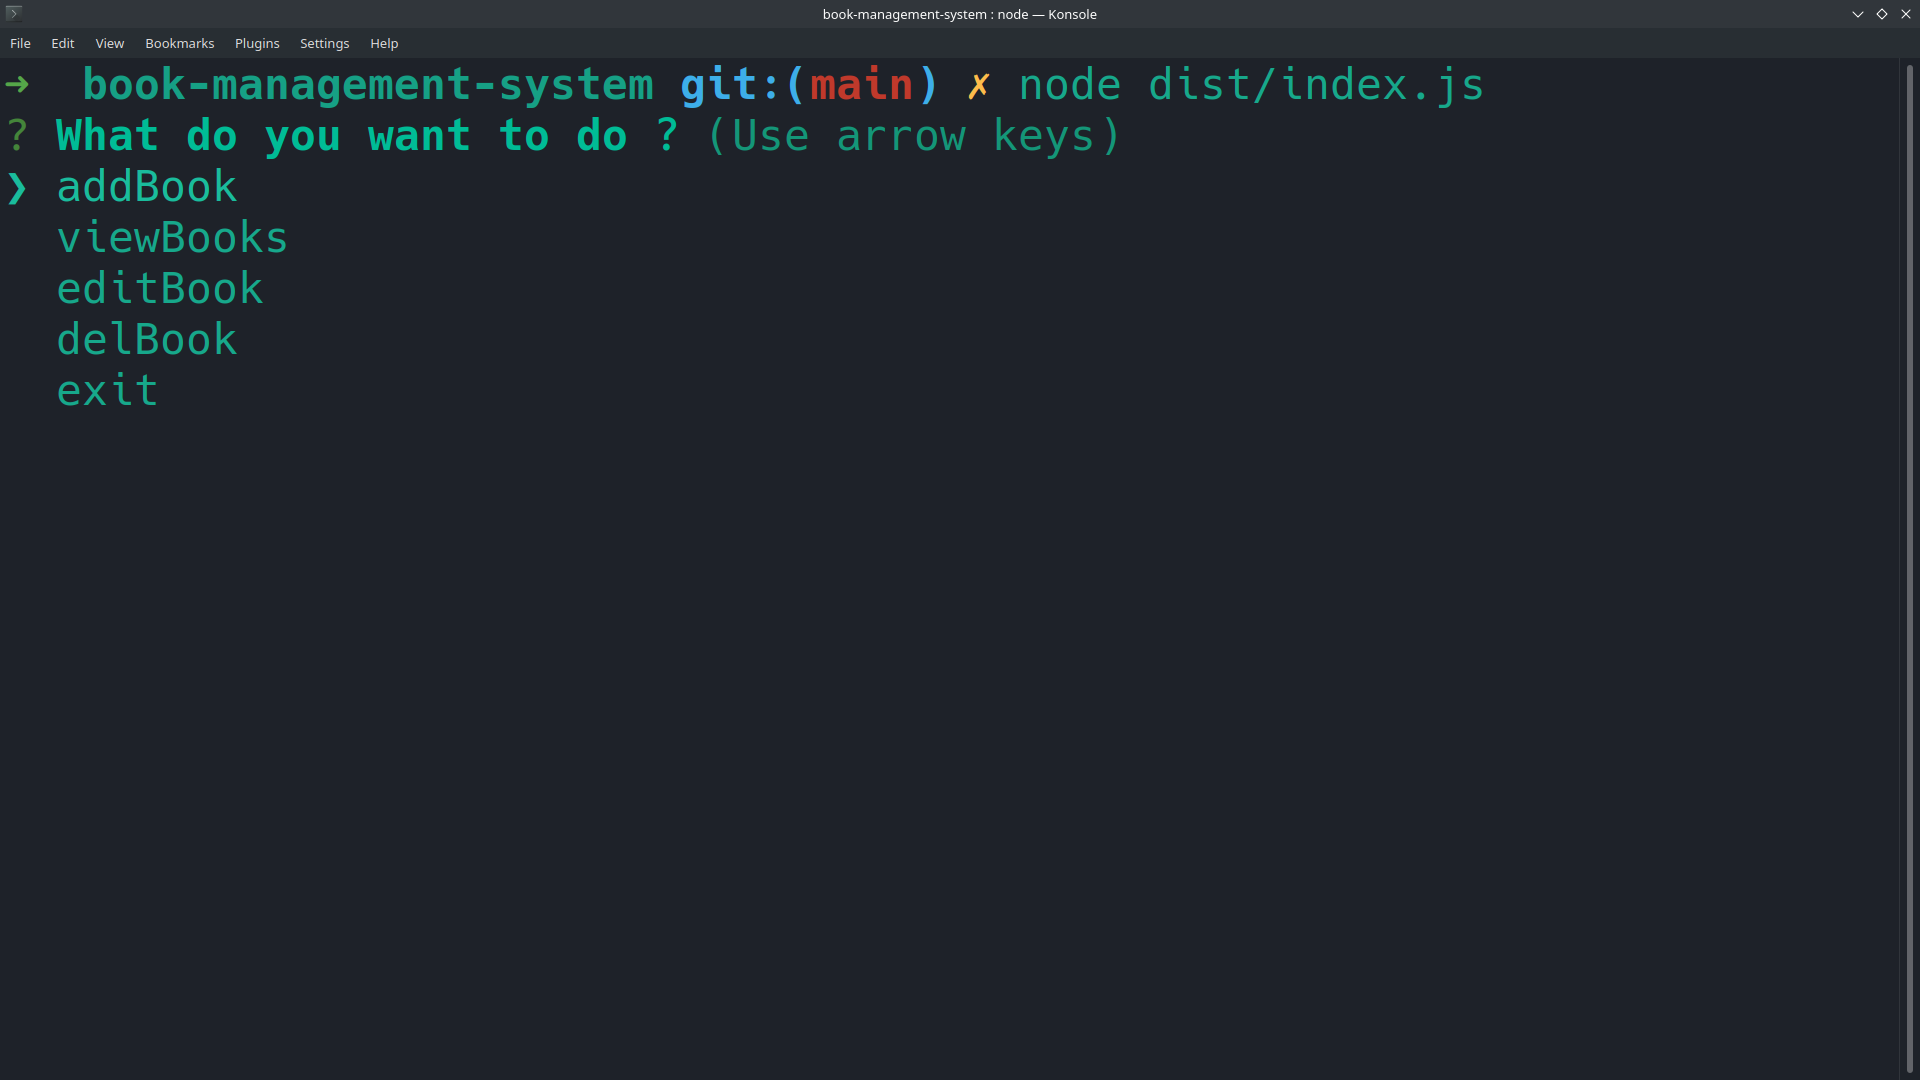 book-management-system : node — Konsole
File Edit View Bookmarks Plugins Settings Help
➜  book-management-system git:(main) ✗ node dist/index.js
? What do you want to do ? (Use arrow keys)
❯ addBook
  viewBooks
  editBook
  delBook
  exit